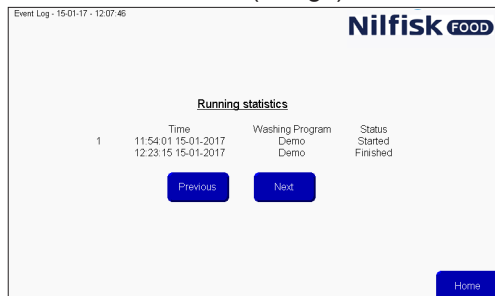 Event Log - 15-01-17 - 12:07:46
Nilfisk FOOD
Running statistics
Time Washing Program Status
1 11:54:01 15-01-2017 Demo Started
12:23:15 15-01-2017 Demo Finished
Previous Next
Home